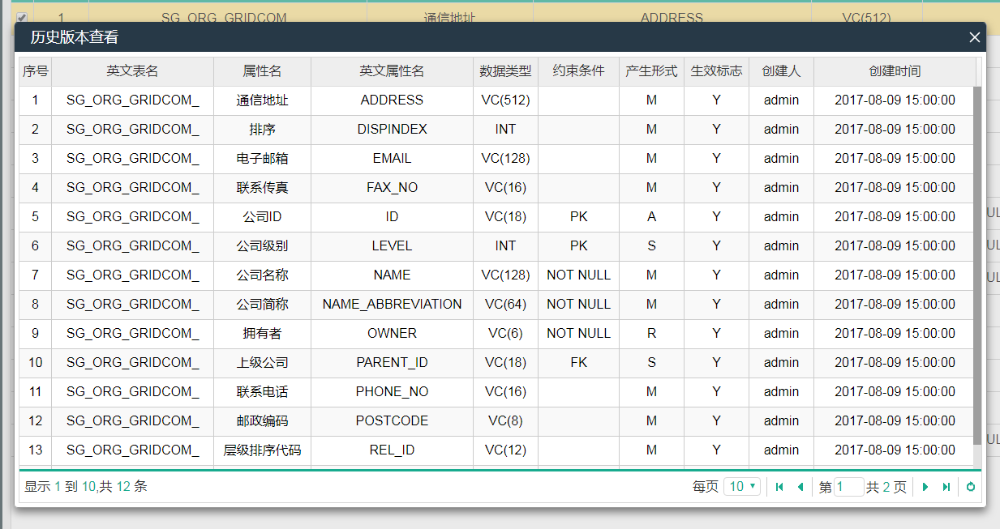 1 SG_ORG_GRIDCOM 通信地址 ADDRESS VC(512)
历史版本查看
序号 英文表名 属性名 英文属性名 数据类型 约束条件 产生形式 生效标志 创建人 创建时间
1 SG_ORG_GRIDCOM_ 通信地址 ADDRESS VC(512) M Y admin 2017-08-09 15:00:00
2 SG_ORG_GRIDCOM_ 排序 DISPINDEX INT M Y admin 2017-08-09 15:00:00
3 SG_ORG_GRIDCOM_ 电子邮箱 EMAIL VC(128) M Y admin 2017-08-09 15:00:00
4 SG_ORG_GRIDCOM_ 联系传真 FAX_NO VC(16) M Y admin 2017-08-09 15:00:00
5 SG_ORG_GRIDCOM_ 公司ID ID VC(18) PK A Y admin 2017-08-09 15:00:00
6 SG_ORG_GRIDCOM_ 公司级别 LEVEL INT PK S Y admin 2017-08-09 15:00:00
7 SG_ORG_GRIDCOM_ 公司名称 NAME VC(128) NOT NULL M Y admin 2017-08-09 15:00:00
8 SG_ORG_GRIDCOM_ 公司简称 NAME_ABBREVIATION VC(64) NOT NULL M Y admin 2017-08-09 15:00:00
9 SG_ORG_GRIDCOM_ 拥有者 OWNER VC(6) NOT NULL R Y admin 2017-08-09 15:00:00
10 SG_ORG_GRIDCOM_ 上级公司 PARENT_ID VC(18) FK S Y admin 2017-08-09 15:00:00
11 SG_ORG_GRIDCOM_ 联系电话 PHONE_NO VC(16) M Y admin 2017-08-09 15:00:00
12 SG_ORG_GRIDCOM_ 邮政编码 POSTCODE VC(8) M Y admin 2017-08-09 15:00:00
13 SG_ORG_GRIDCOM_ 层级排序代码 REL_ID VC(12) M Y admin 2017-08-09 15:00:00
显示 1 到 10,共 12 条 每页 10 第 1 共 2 页